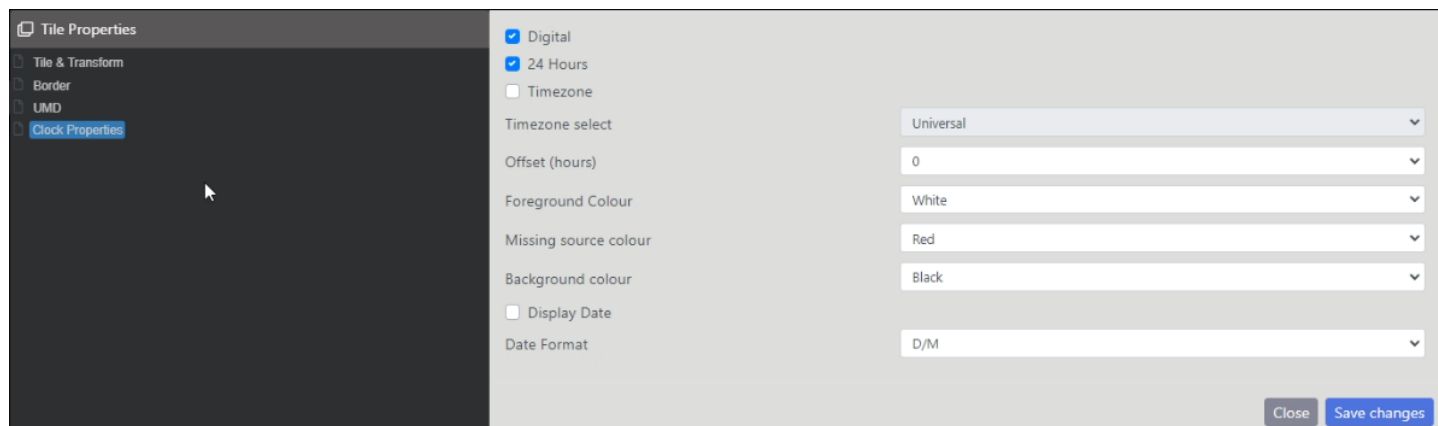 Tile Properties
Tile & Transform
Border
UMD
Clock Properties
Digital
24 Hours
Timezone
Timezone select Universal
Offset (hours) 0
Foreground Colour White
Missing source colour Red
Background colour Black
Display Date
Date Format D/M
Close Save changes